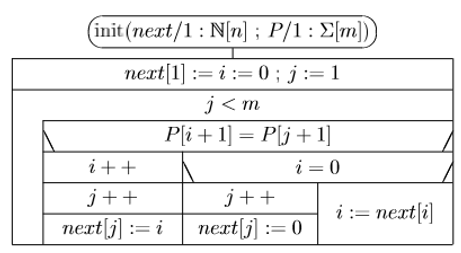 init(next/1 : ℕ[n] ; P/1 : Σ[m])
next[1] := i := 0 ; j := 1
j < m
P[i + 1] = P[j + 1]
i + + i = 0
j + + j + + i := next[i]
next[j] := i next[j] := 0